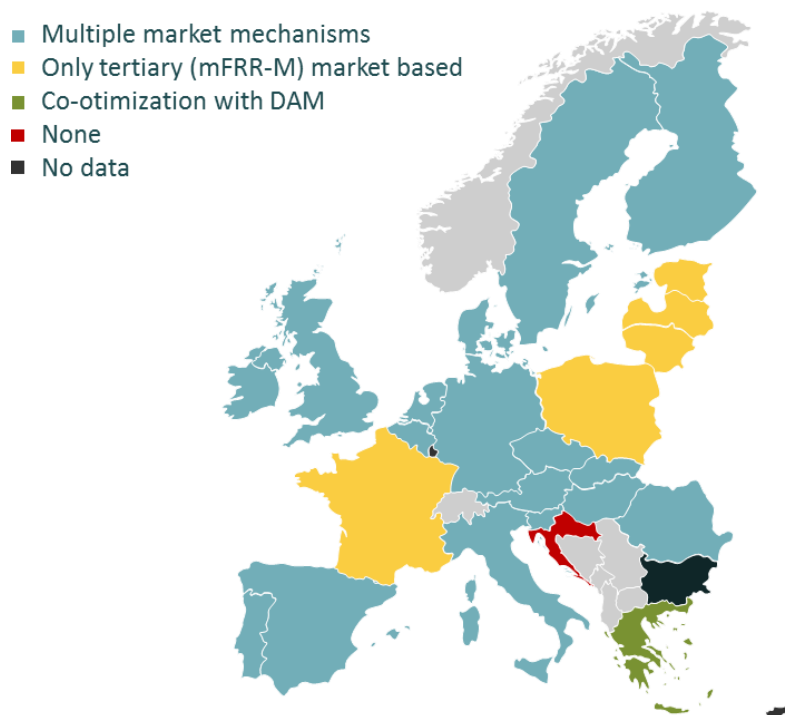 Multiple market mechanisms
Only tertiary (mFRR-M) market based
Co-otimization with DAM
None
No data